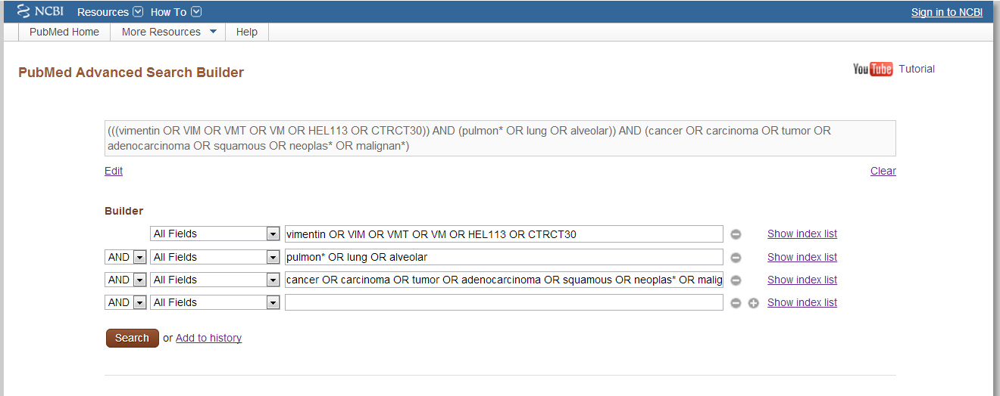 NCBI Resources How To Sign in to NCBI
PubMed Home More Resources Help
PubMed Advanced Search Builder
You Tube Tutorial
(((vimentin OR VIM OR VMT OR VM OR HEL113 OR CTRCT30)) AND (pulmon* OR lung OR alveolar)) AND (cancer OR carcinoma OR tumor OR
adenocarcinoma OR squamous OR neoplas* OR malignan*)
Edit Clear
Builder
All Fields vimentin OR VIM OR VMT OR VM OR HEL113 OR CTRCT30 Show index list
AND All Fields pulmon* OR lung OR alveolar Show index list
AND All Fields cancer OR carcinoma OR tumor OR adenocarcinoma OR squamous OR neoplas* OR malig Show index list
AND All Fields Show index list
Search or Add to history